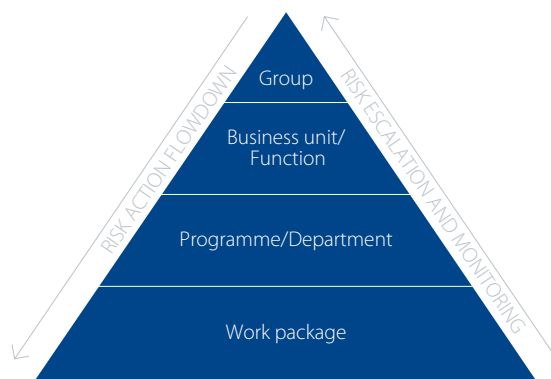 Group
Business unit/
Function
Programme/Department
Work package
RISK ACTION FLOWDOWN
RISK ESCALATION AND MONITORING